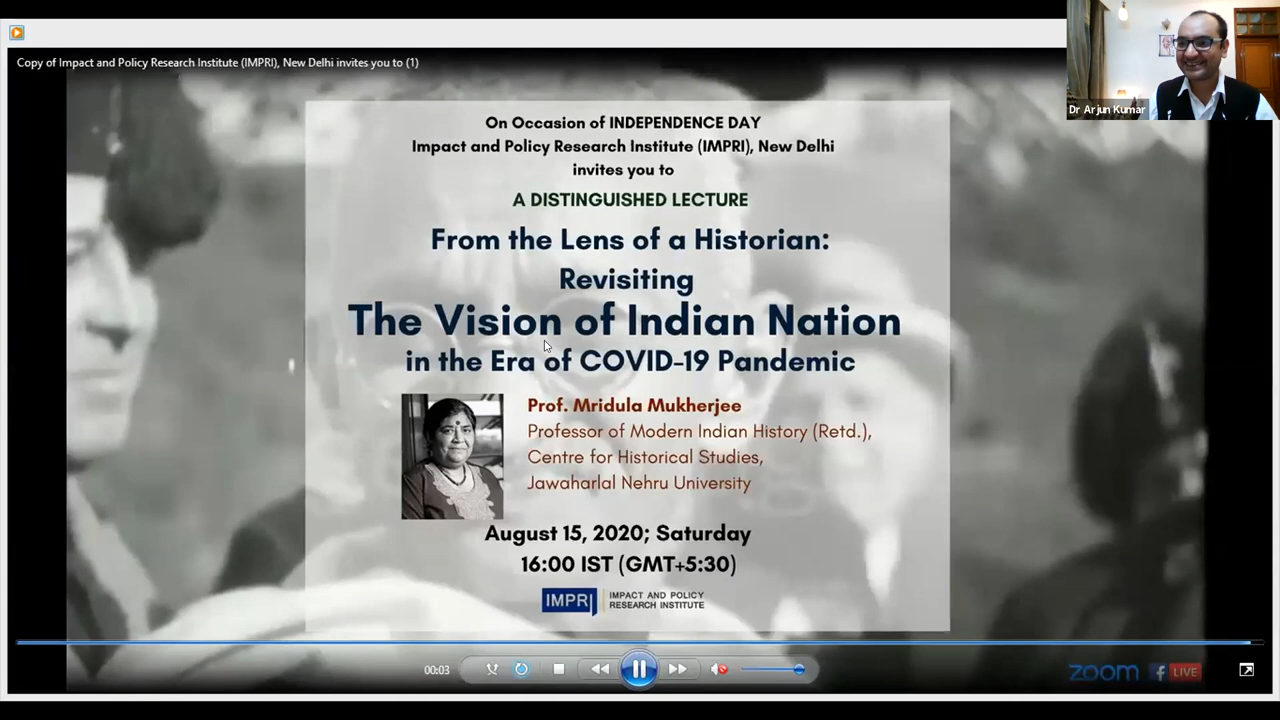 Copy of Impact and Policy Research Institute (IMPRI), New Delhi invites you to (1)
Dr Arjun Kumar
On Occasion of INDEPENDENCE DAY
Impact and Policy Research Institute (IMPRI), New Delhi
invites you to
A DISTINGUISHED LECTURE
From the Lens of a Historian:
Revisiting
The Vision of Indian Nation
in the Era of COVID-19 Pandemic
Prof. Mridula Mukherjee
Professor of Modern Indian History (Retd.),
Centre for Historical Studies,
Jawaharlal Nehru University
August 15, 2020; Saturday
16:00 IST (GMT+5:30)
IMPRI
IMPACT AND POLICY
RESEARCH INSTITUTE
00:03
zoom
f LIVE